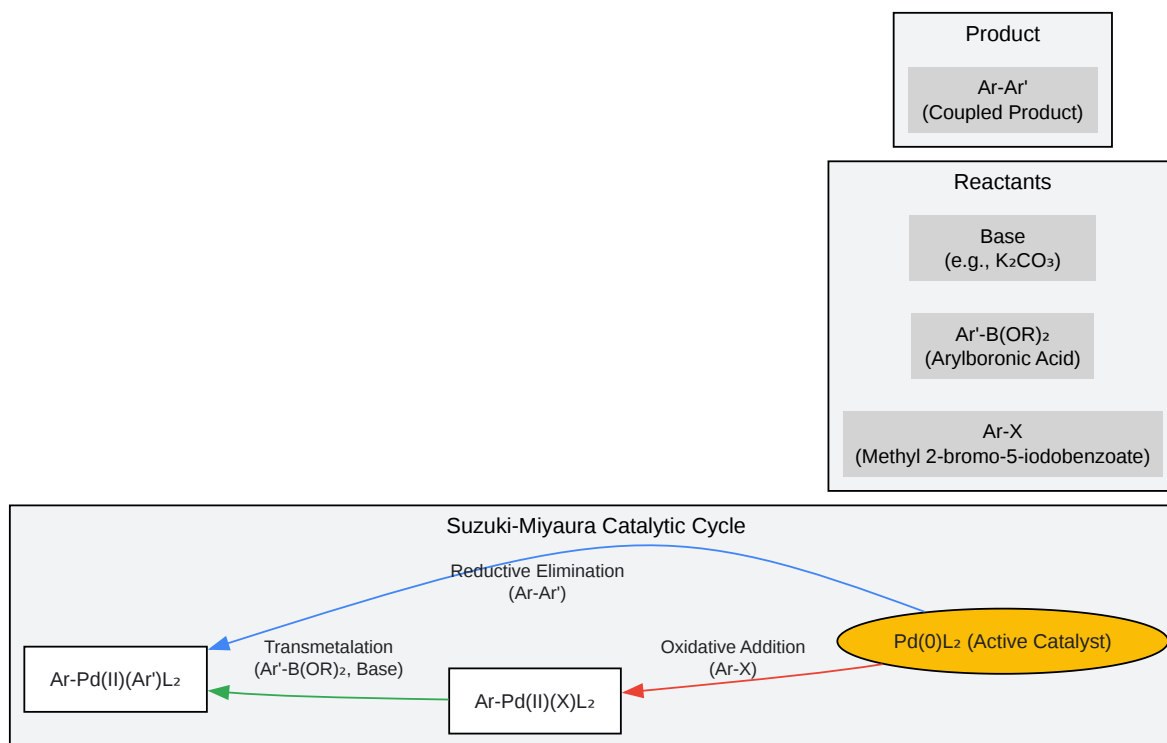 Product
Ar-Ar'
(Coupled Product)
Reactants
Base
(e.g., K₂CO₃)
Ar'-B(OR)₂
(Arylboronic Acid)
Ar-X
(Methyl 2-bromo-5-iodobenzoate)
Suzuki-Miyaura Catalytic Cycle
Reductive Elimination
(Ar-Ar')
Transmetalation
(Ar'-B(OR)₂, Base)
Oxidative Addition
(Ar-X)
Pd(0)L₂ (Active Catalyst)
Ar-Pd(II)(Ar')L₂
Ar-Pd(II)(X)L₂